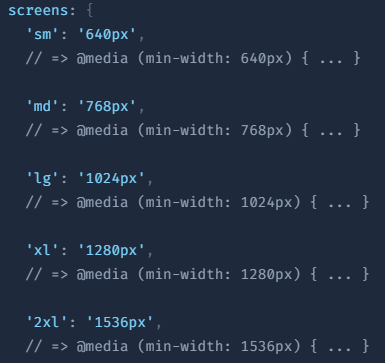 screens: {
'sm': '640px',
// => @media (min-width: 640px) { ... }
'md': '768px',
// => @media (min-width: 768px) { ... }
'lg': '1024px',
// => @media (min-width: 1024px) { ... }
'xl': '1280px',
// => @media (min-width: 1280px) { ... }
'2xl': '1536px',
// => @media (min-width: 1536px) { ... }